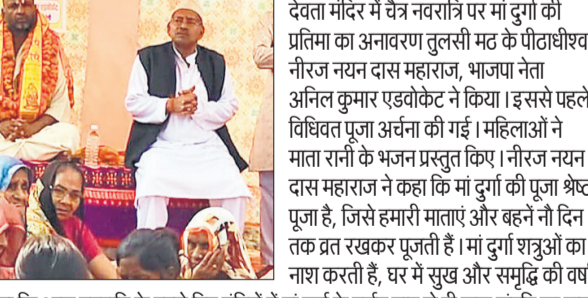 देवता मंदिर में चैत्र नवरात्रि पर मां दुर्गा की
प्रतिमा का अनावरण तुलसी मठ के पीठाधीश्व
नीरज नयन दास महाराज, भाजपा नेता
अनिल कुमार एडवोकेट ने किया। इससे पहले
विधिवत पूजा अर्चना की गई। महिलाओं ने
माता रानी के भजन प्रस्तुत किए। नीरज नयन
दास महाराज ने कहा कि मां दुर्गा की पूजा श्रेष्ट
पूजा है, जिसे हमारी माताएं और बहनें नौ दिन
तक व्रत रखकर पूजती हैं। मां दुर्गा शत्रुओं का
नाश करती हैं, घर में सुख और समृद्धि की वर्षा